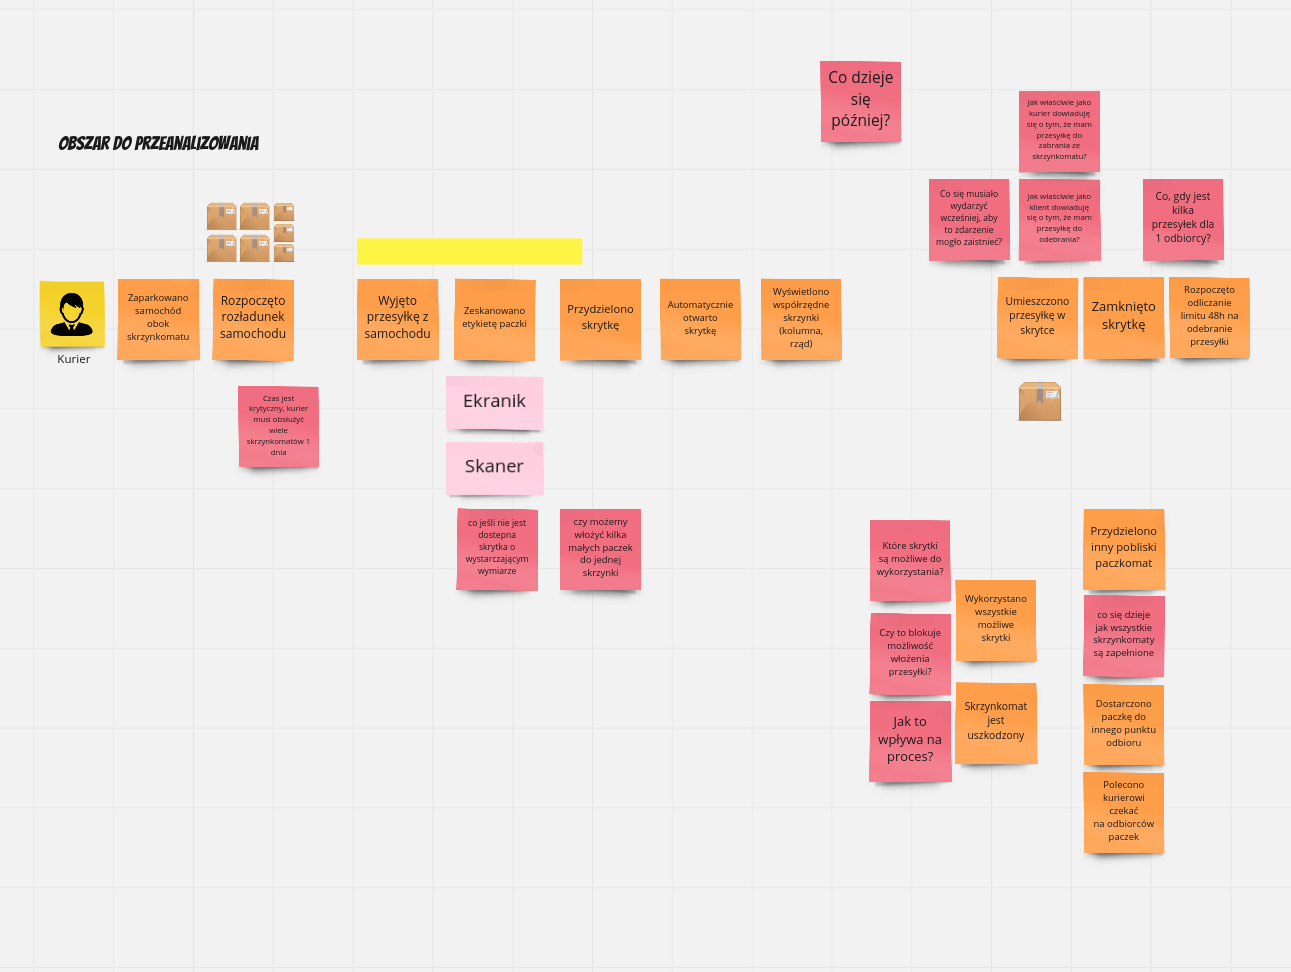 Co dzieje
się
później?
Jak właściwie jako
kurier dowiaduję
się o tym, że mam
przesyłkę do
zabrania ze
skrzynkomatu?
OBSZAR DO PRZEANALIZOWANIA
Co się musiało
wydarzyć
wcześniej, aby
to zdarzenie
mogło zaistnieć?
Jak właściwie jako
klient dowiaduję
się o tym, że mam
przesyłkę do
odebrania?
Co, gdy jest
kilka
przesyłek dla
1 odbiorcy?
Kurier
Zaparkowano
samochód
obok
skrzynkomatu
Rozpoczęto
rozładunek
samochodu
Wyjęto
przesyłkę z
samochodu
Zeskanowano
etykietę paczki
Przydzielono
skrytkę
Automatycznie
otwarto
skrytkę
Wyświetlono
współrzędne
skrzynki
(kolumna,
rząd)
Umieszczono
przesyłkę w
skrytce
Zamknięto
skrytkę
Rozpoczęto
odliczanie
limitu 48h na
odebranie
przesyłki
Czas jest
krytyczny, kurier
musi obsłużyć
wiele
skrzynkomatów 1
dnia
Ekranik
Skaner
co jeśli nie jest
dostepna
skrytka o
wystarczającym
wymiarze
czy możemy
włożyć kilka
małych paczek
do jednej
skrzynki
Które skrytki
są możliwe do
wykorzystania?
Wykorzystano
wszystkie
możliwe
skrytki
Czy to blokuje
możliwość
włożenia
przesyłki?
Jak to
wpływa na
proces?
Skrzynkomat
jest
uszkodzony
Przydzielono
inny pobliski
paczkomat
co się dzieje
jak wszystkie
skrzynkomaty
są zapełnione
Dostarczono
paczkę do
innego punktu
odbioru
Polecono
kurierowi
czekać
na odbiorców
paczek